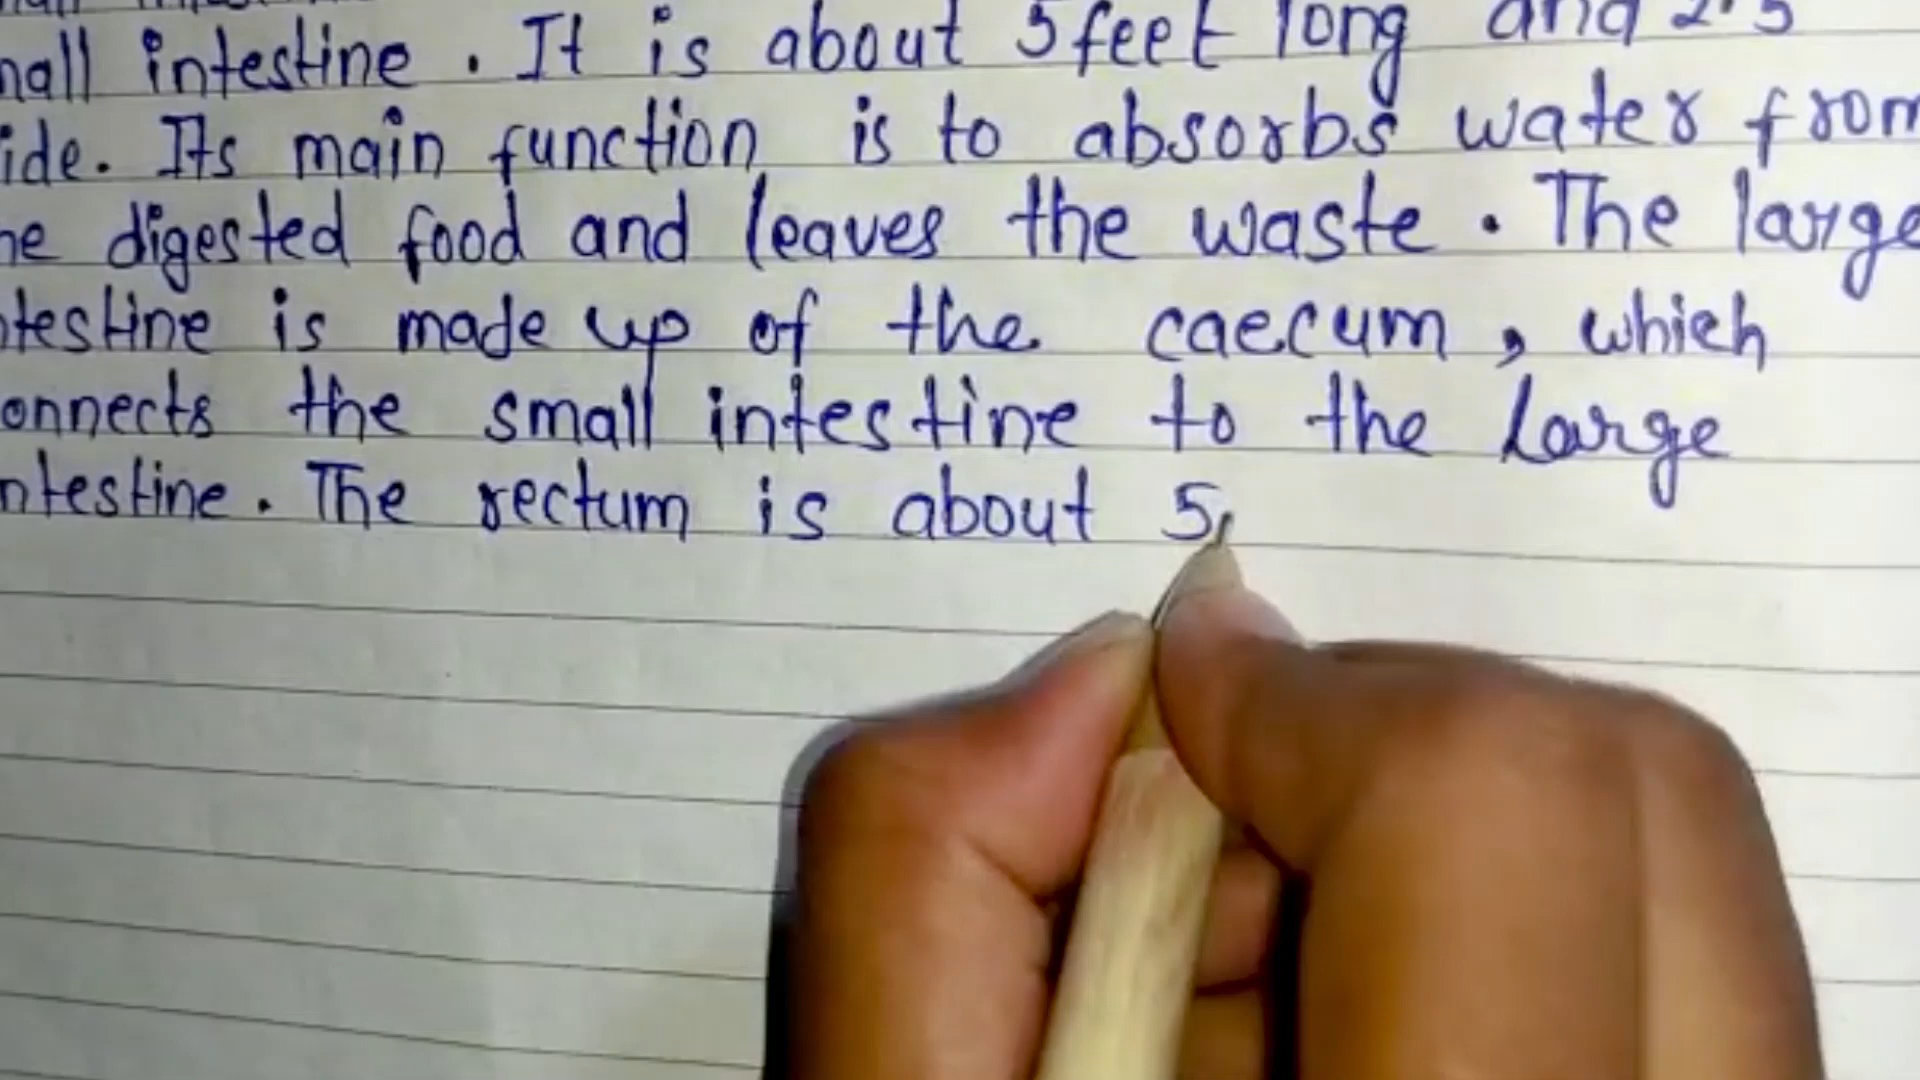 mall intestine. It is about 5 feet long and 2.5
ide. Its main function is to absorbs water from
he digested food and leaves the waste. The large
ntestine is made up of the caecum, which
onnects the small intestine to the large
ntestine. The rectum is about 5